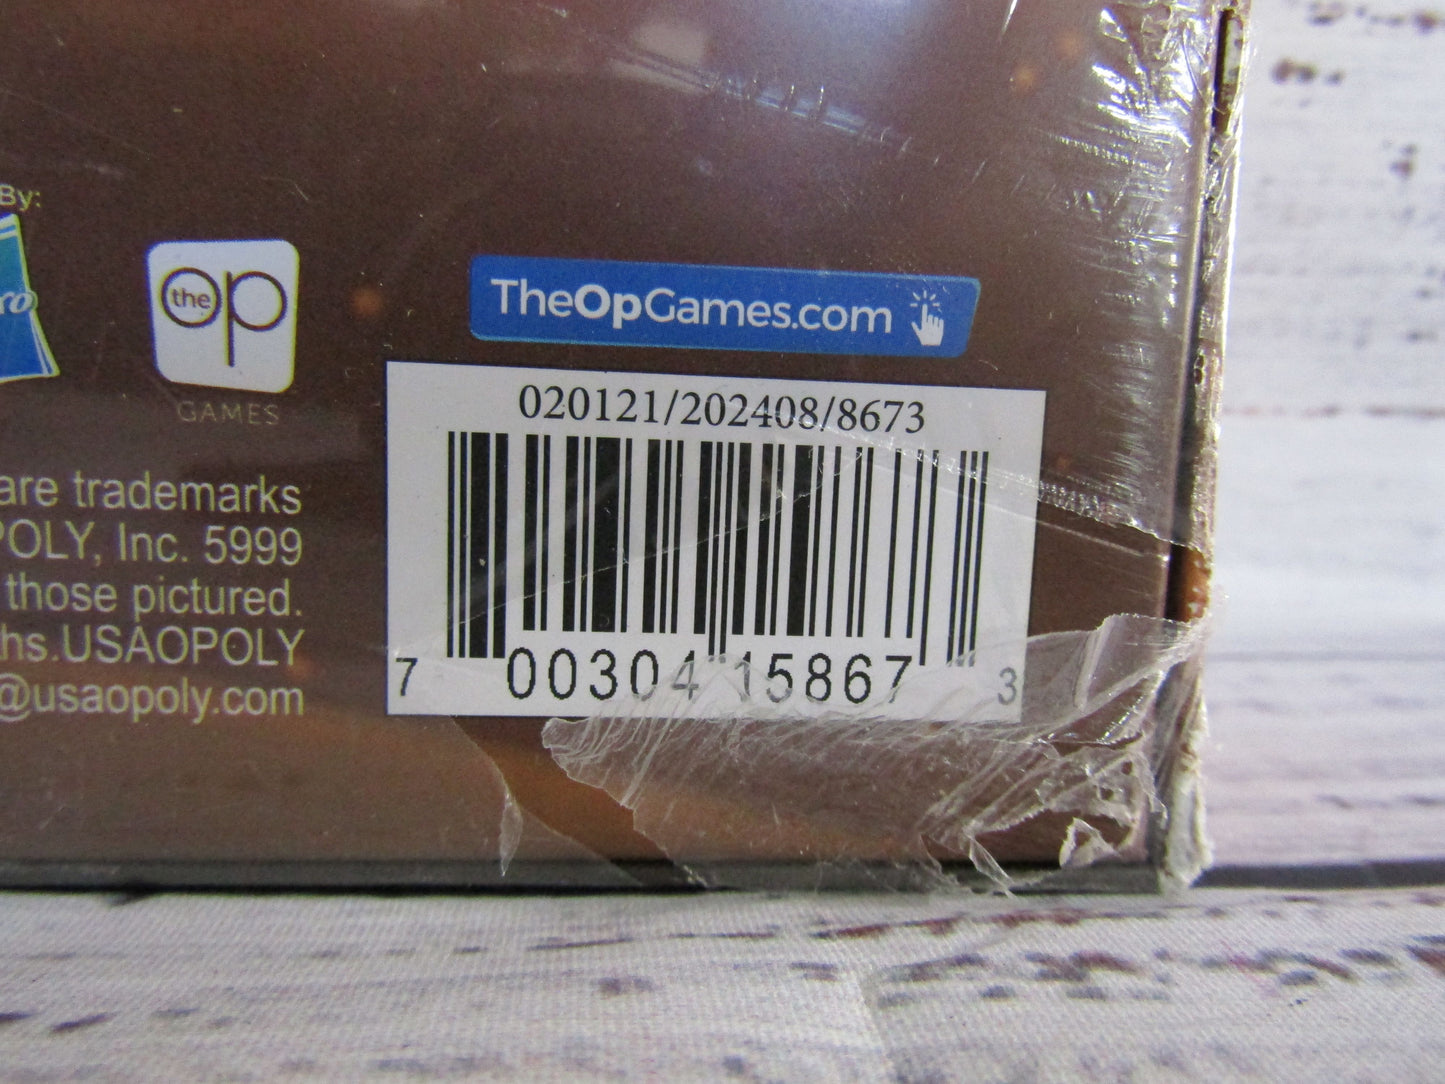 By:
ro
the op
GAMES
TheOpGames.com
020121/202408/8673
7 00304 15867 3
are trademarks
POLY, Inc. 5999
those pictured.
hs.USAOPOLY
@usaopoly.com